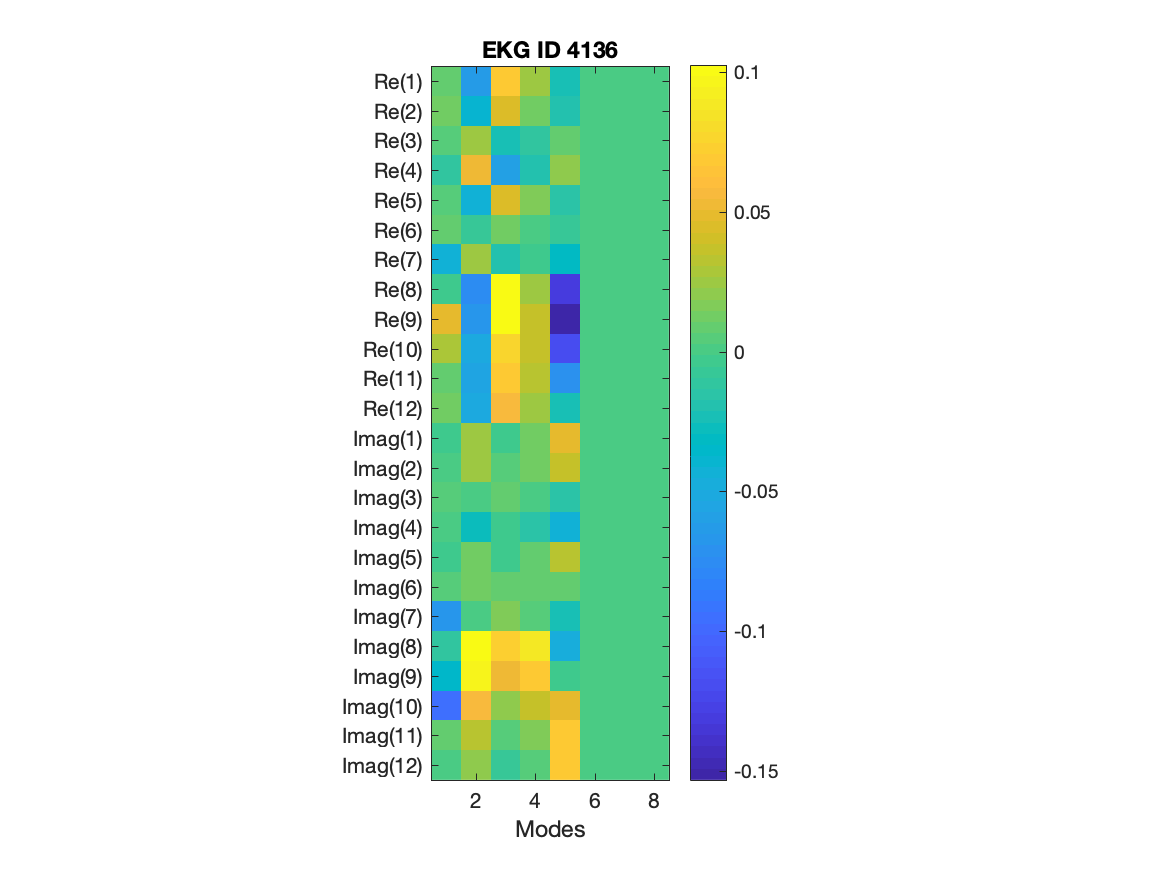 EKG ID 4136
Re(1)
Re(2)
Re(3)
Re(4)
Re(5)
Re(6)
Re(7)
Re(8)
Re(9)
Re(10)
Re(11)
Re(12)
Imag(1)
Imag(2)
Imag(3)
Imag(4)
Imag(5)
Imag(6)
Imag(7)
Imag(8)
Imag(9)
Imag(10)
Imag(11)
Imag(12)
2 4 6 8
Modes
0.1
0.05
0
-0.05
-0.1
-0.15